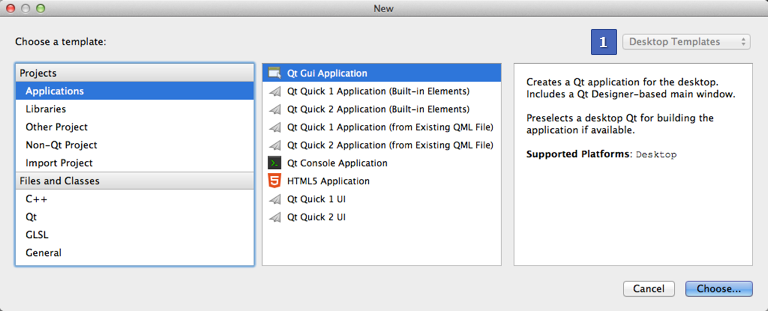 New
Choose a template:
1
Desktop Templates
Projects
Applications
Libraries
Other Project
Non-Qt Project
Import Project
Files and Classes
C++
Qt
GLSL
General
Qt Gui Application
Qt Quick 1 Application (Built-in Elements)
Qt Quick 2 Application (Built-in Elements)
Qt Quick 1 Application (from Existing QML File)
Qt Quick 2 Application (from Existing QML File)
Qt Console Application
HTML5 Application
Qt Quick 1 UI
Qt Quick 2 UI
Creates a Qt application for the desktop.
Includes a Qt Designer-based main window.
Preselects a desktop Qt for building the
application if available.
Supported Platforms: Desktop
Cancel
Choose...